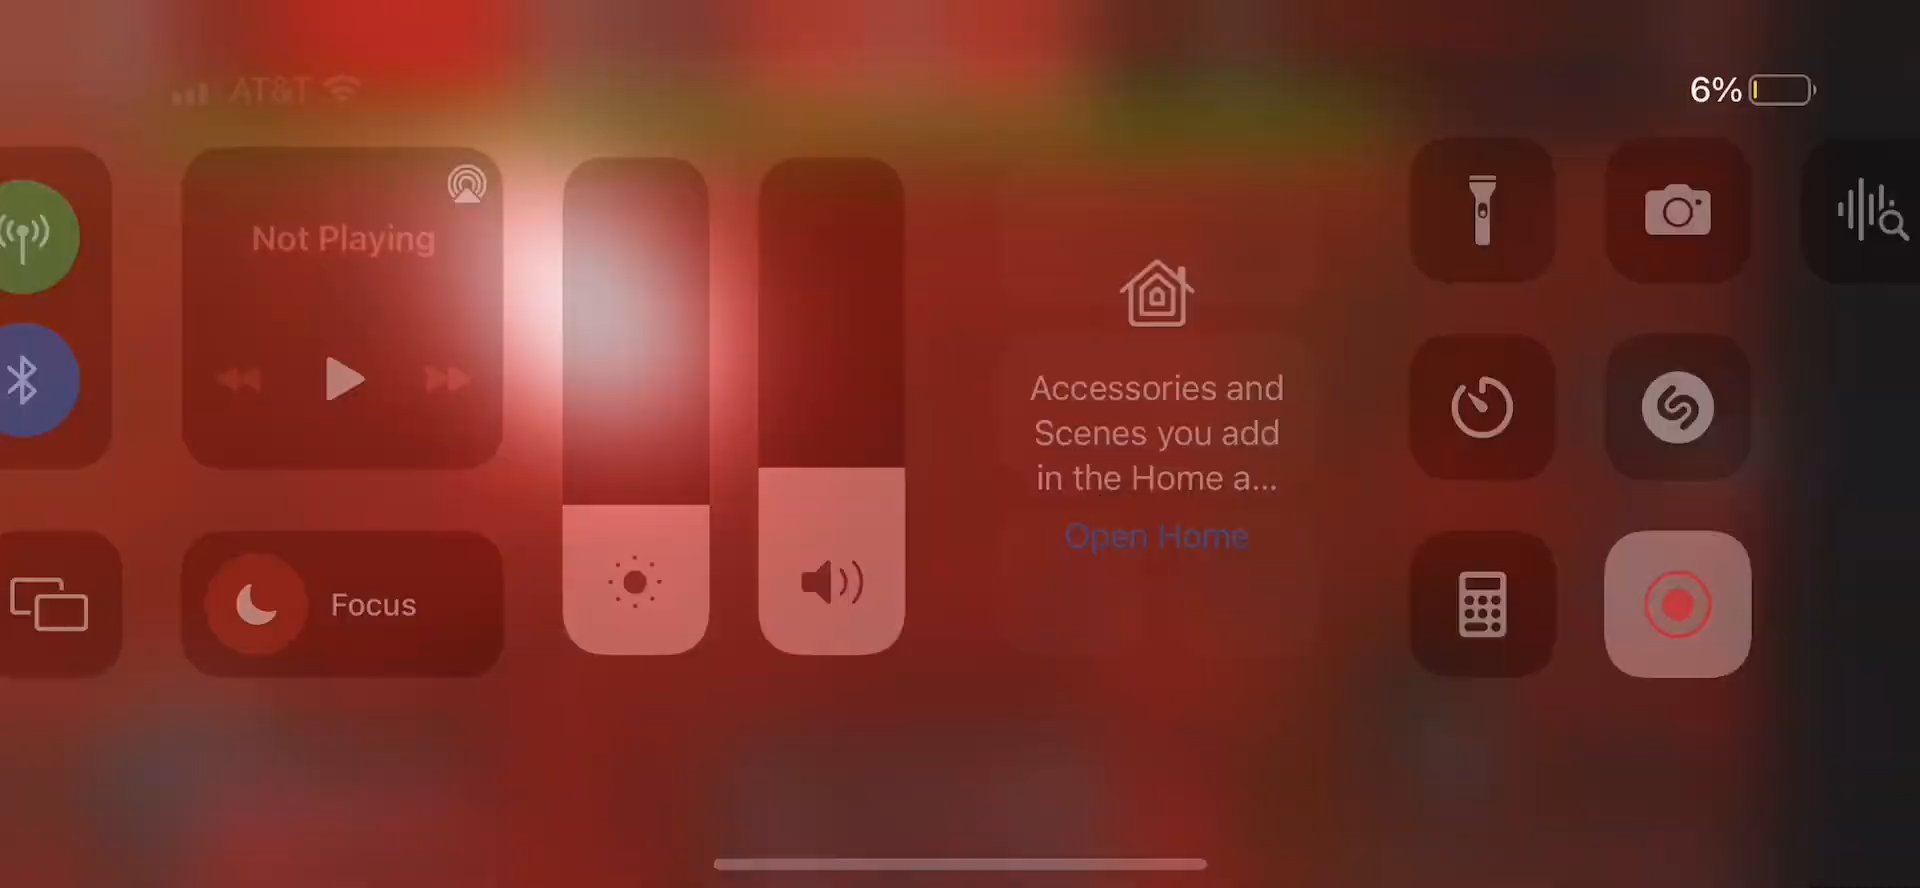 AT&T
6%
Not Playing
Focus
Accessories and
Scenes you add
in the Home a...
Open Home